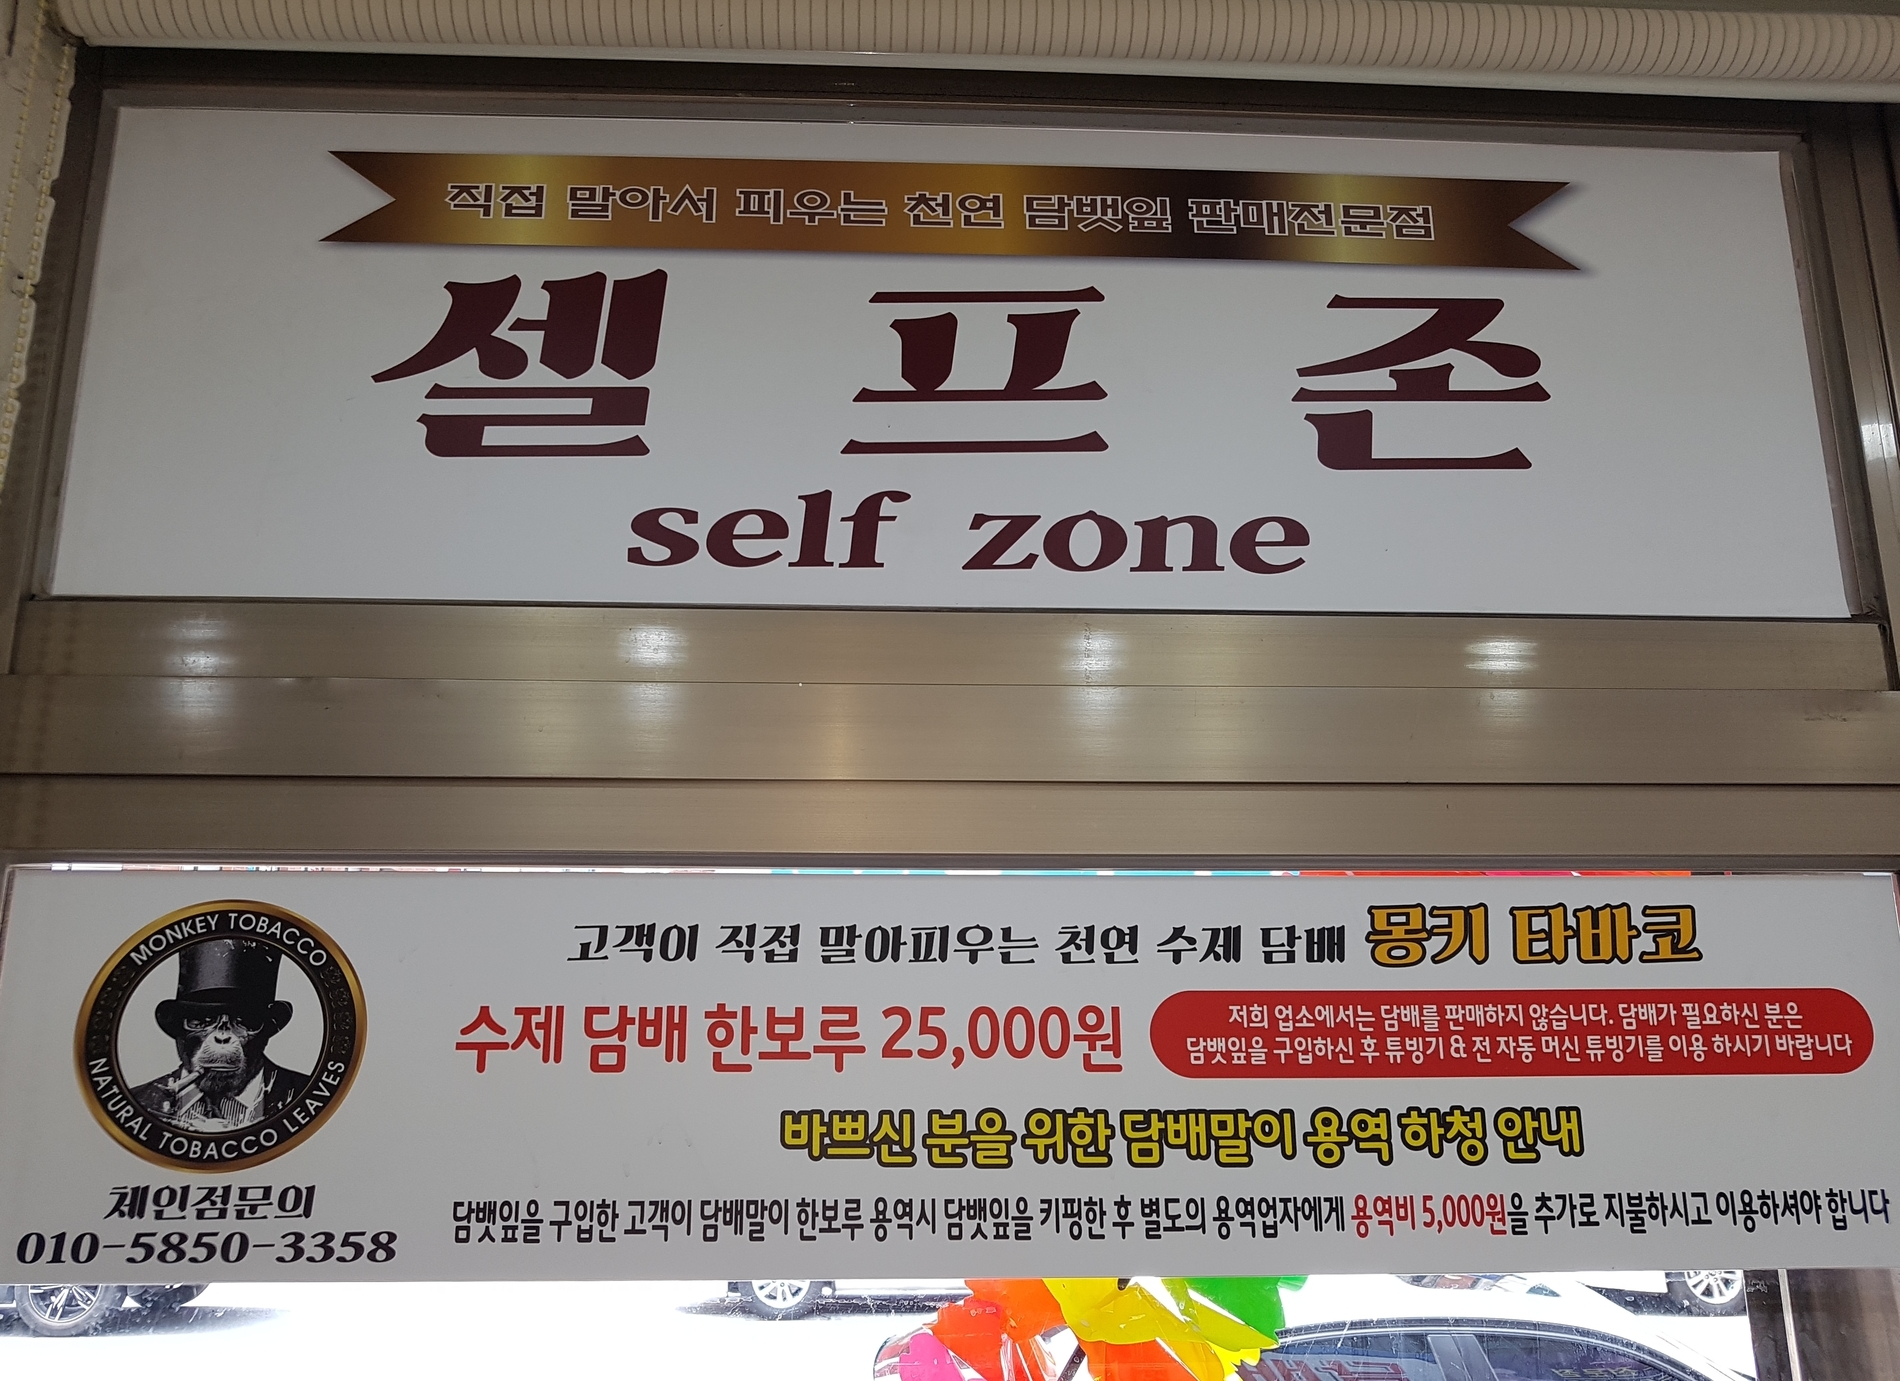 직접 말아서 피우는 천연 담뱃잎 판매전문점
셀프존
self zone
MONKEY TOBACCO
NATURAL TOBACCO LEAVES
체인점문의
010-5850-3358
고객이 직접 말아피우는 천연 수제 담배 몽키 타바코
수제 담배 한보루 25,000원
저희 업소에서는 담배를 판매하지 않습니다. 담배가 필요하신 분은
담뱃잎을 구입하신 후 튜빙기 & 전 자동 머신 튜빙기를 이용 하시기 바랍니다
바쁘신 분을 위한 담배말이 용역 하청 안내
담뱃잎을 구입한 고객이 담배말이 한보루 용역시 담뱃잎을 키핑한 후 별도의 용역업자에게 용역비 5,000원을 추가로 지불하시고 이용하셔야 합니다